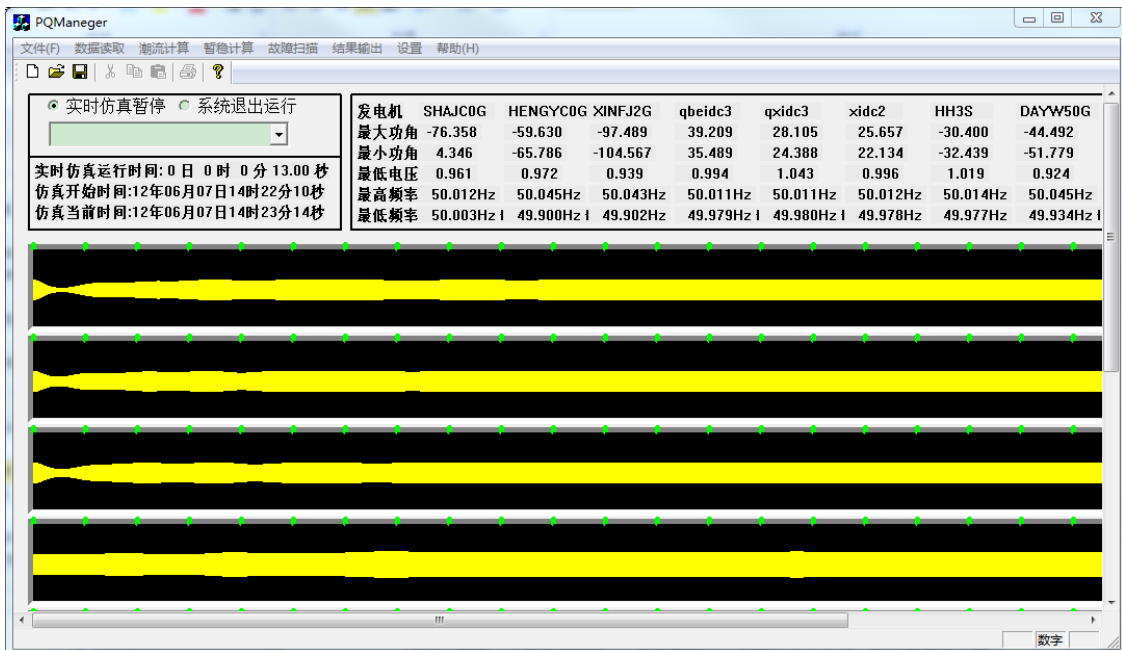 PQManeger
文件(F) 数据读取 潮流计算 暂稳计算 故障扫描 结果输出 设置 帮助(H)
实时仿真暂停 系统退出运行
实时仿真运行时间: 0 日 0 时 0 分 13.00 秒
仿真开始时间:12年06月07日14时22分10秒
仿真当前时间:12年06月07日14时23分14秒
发电机 SHAJC0G HENGYC0G XINFJ2G qbeidc3 qxidc3 xidc2 HH3S DAYW50G
最大功角 -76.358 -59.630 -97.489 39.209 28.105 25.657 -30.400 -44.492
最小功角 4.346 -65.786 -104.567 35.489 24.388 22.134 -32.439 -51.779
最低电压 0.961 0.972 0.939 0.994 1.043 0.996 1.019 0.924
最高频率 50.012Hz 50.045Hz 50.043Hz 50.011Hz 50.011Hz 50.012Hz 50.014Hz 50.045Hz
最低频率 50.003Hz 49.900Hz 49.902Hz 49.979Hz 49.980Hz 49.978Hz 49.977Hz 49.934Hz
数字